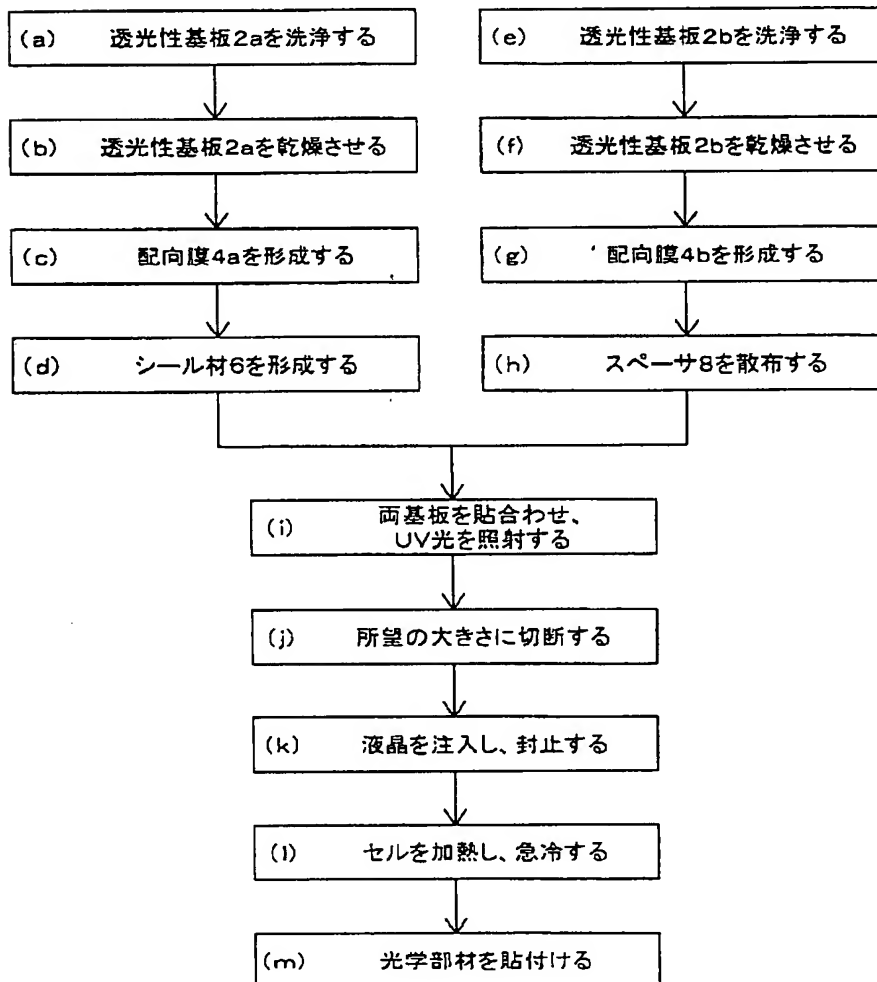 (a) 透光性基板2aを洗浄する
(b) 透光性基板2aを乾燥させる
(c) 配向膜4aを形成する
(d) シール材6を形成する
(e) 透光性基板2bを洗浄する
(f) 透光性基板2bを乾燥させる
(g) 配向膜4bを形成する
(h) スペーサ8を散布する
(i) 両基板を貼合わせ、
UV光を照射する
(j) 所望の大きさに切断する
(k) 液晶を注入し、封止する
(l) セルを加熱し、急冷する
(m) 光学部材を貼付ける